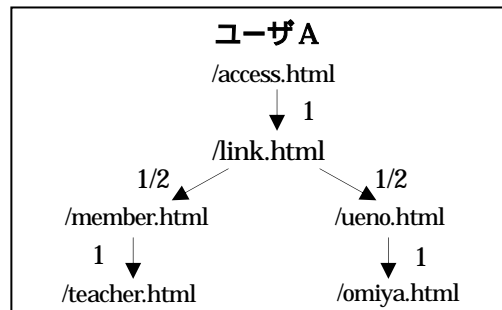 ユーザA
/access.html
1
/link.html
1/2 1/2
/member.html /ueno.html
1 1
/teacher.html /omiya.html